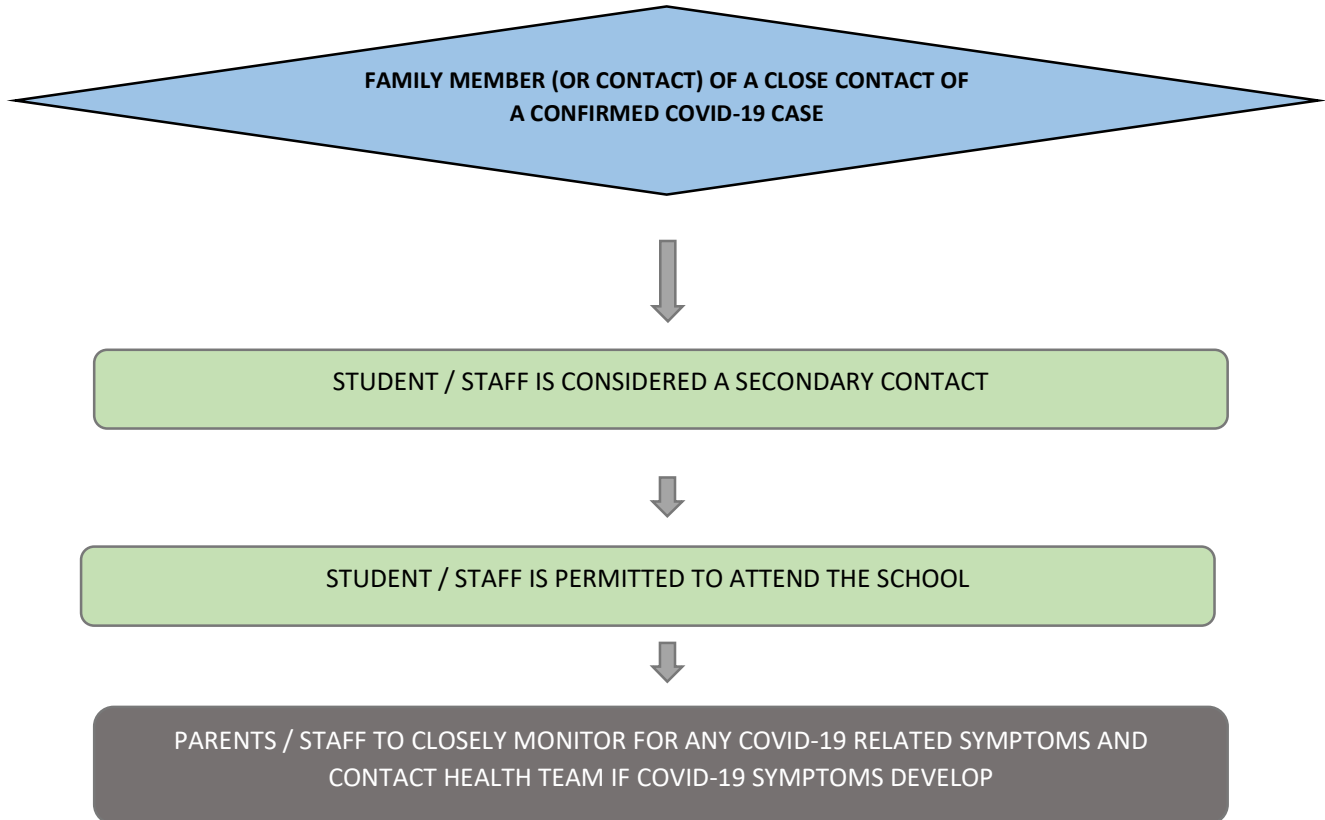 FAMILY MEMBER (OR CONTACT) OF A CLOSE CONTACT OF
A CONFIRMED COVID-19 CASE
STUDENT / STAFF IS CONSIDERED A SECONDARY CONTACT
STUDENT / STAFF IS PERMITTED TO ATTEND THE SCHOOL
PARENTS / STAFF TO CLOSELY MONITOR FOR ANY COVID-19 RELATED SYMPTOMS AND
CONTACT HEALTH TEAM IF COVID-19 SYMPTOMS DEVELOP